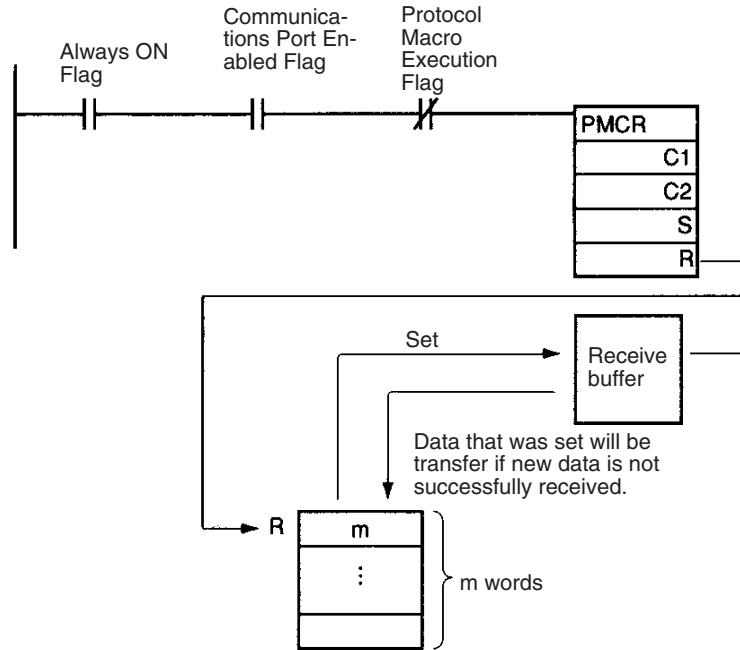 Always ON
Flag
Communica-
tions Port En-
abled Flag
Protocol
Macro
Execution
Flag
PMCR
C1
C2
S
R
Set
Receive
buffer
Data that was set will be
transfer if new data is not
successfully received.
R
m
⋮
m words